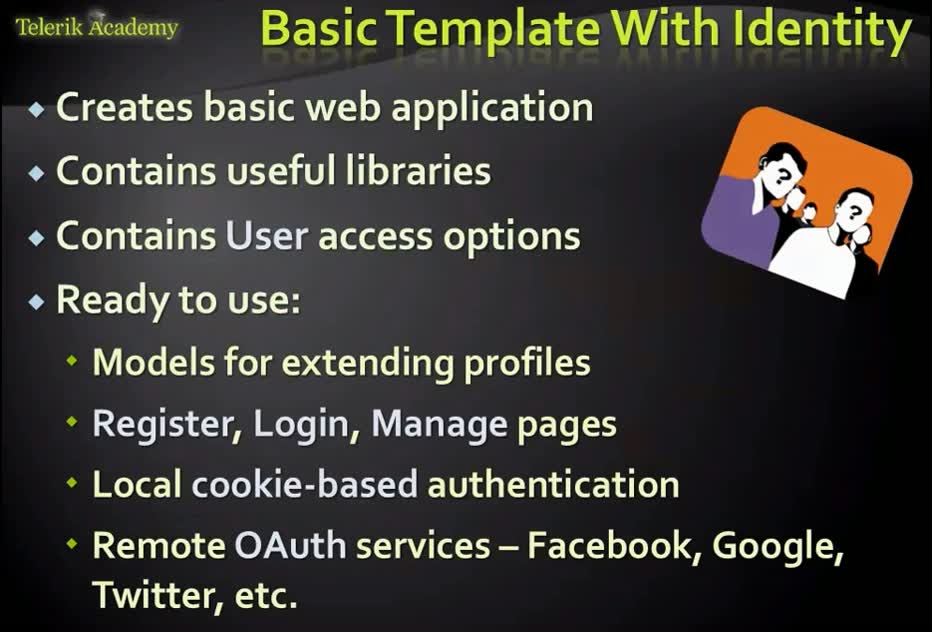 Telerik Academy
Basic Template With Identity
Creates basic web application
Contains useful libraries
Contains User access options
Ready to use:
Models for extending profiles
Register, Login, Manage pages
Local cookie-based authentication
Remote OAuth services – Facebook, Google,
Twitter, etc.
? ?